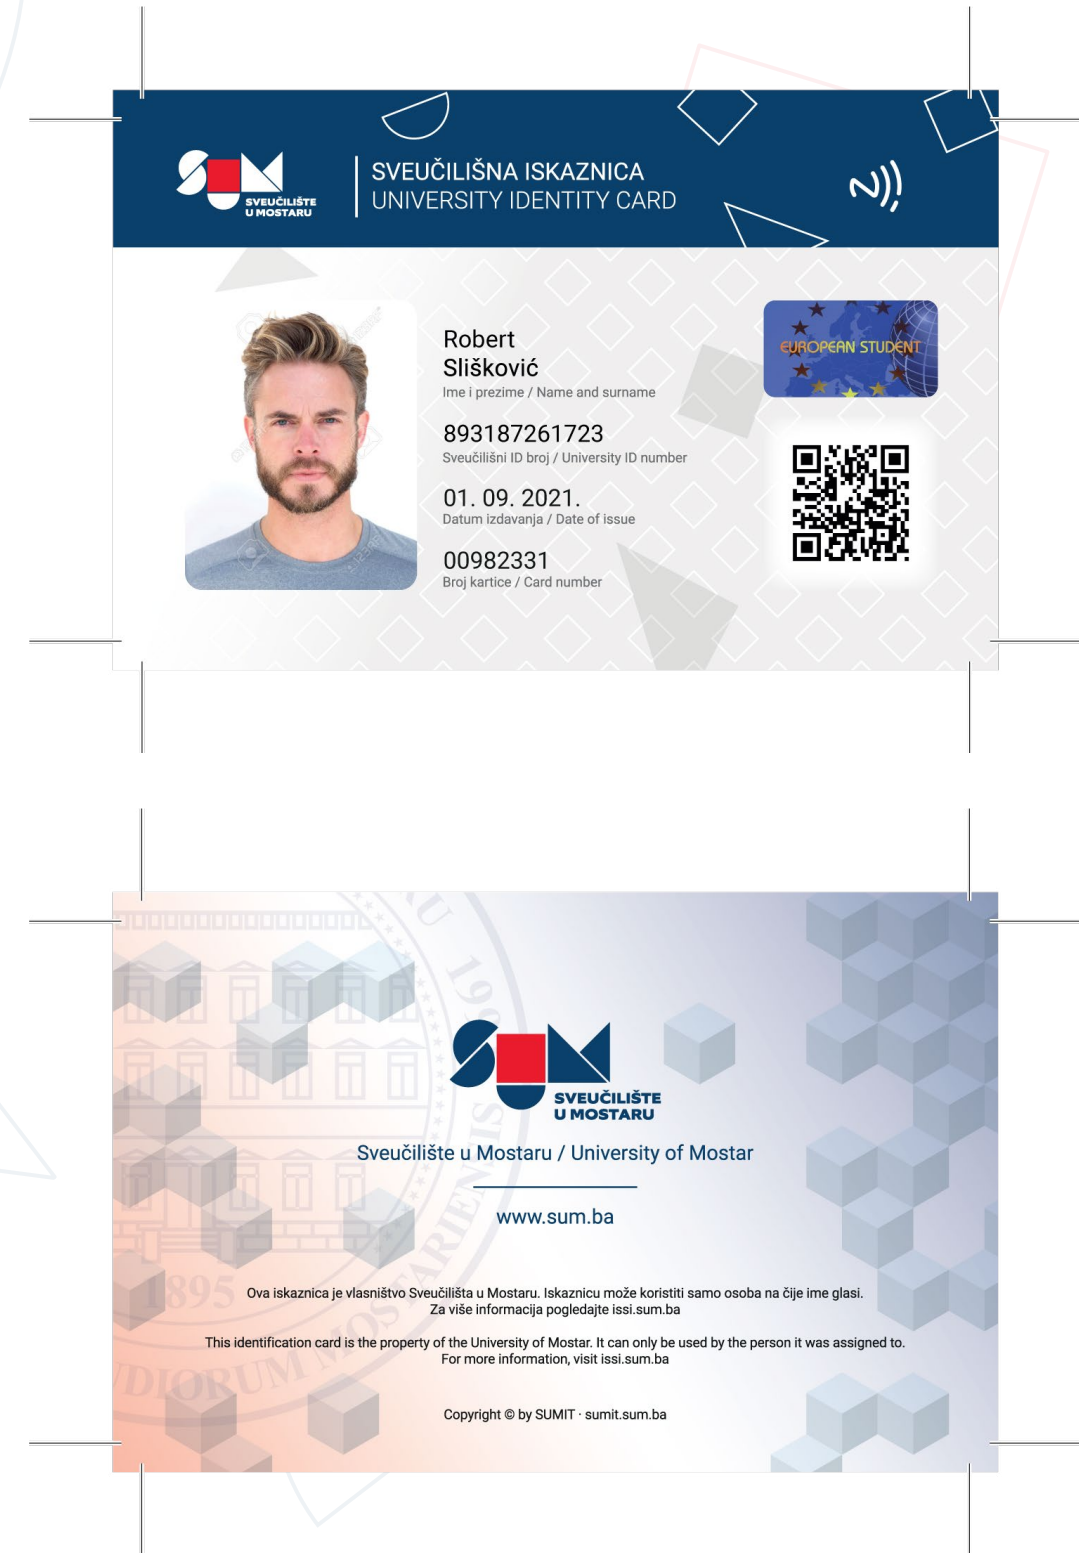 SUM
SVEUČILIŠTE
U MOSTARU
SVEUČILIŠNA ISKAZNICA
UNIVERSITY IDENTITY CARD
Robert
Slišković
Ime i prezime / Name and surname
893187261723
Sveučilišni ID broj / University ID number
01. 09. 2021.
Datum izdavanja / Date of issue
00982331
Broj kartice / Card number
EUROPEAN STUDENT
SUM
SVEUČILIŠTE
U MOSTARU
Sveučilište u Mostaru / University of Mostar
www.sum.ba
1895
Ova iskaznica je vlasništvo Sveučilišta u Mostaru. Iskaznicu može koristiti samo osoba na čije ime glasi.
Za više informacija pogledajte issi.sum.ba
This identification card is the property of the University of Mostar. It can only be used by the person it was assigned to.
For more information, visit issi.sum.ba
Copyright © by SUMIT · sumit.sum.ba